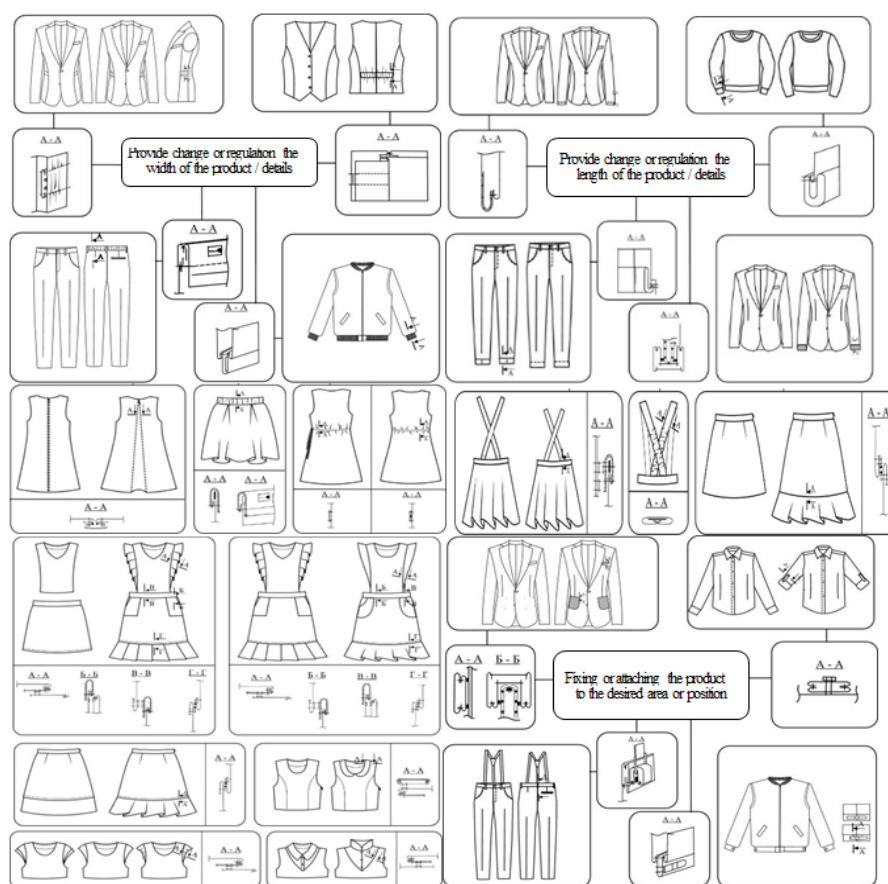 A - A
A - A
A - A
A - A
Provide change or regulation the
width of the product / details
Provide change or regulation the
length of the product / details
A - A
A - A
A - A
A - A
A
A
A
A
A - A
A - A
A - A
A - A
A - A
A - A
A - A
A - A
A - A
A - A
Б - Б
В - В
Г - Г
A - A
Б - Б
В - В
Г - Г
A - A
Б - Б
Fixing or attaching the product
to the desired area or position
A - A
A - A
A - A
A - A
A - A
A - A
A - A